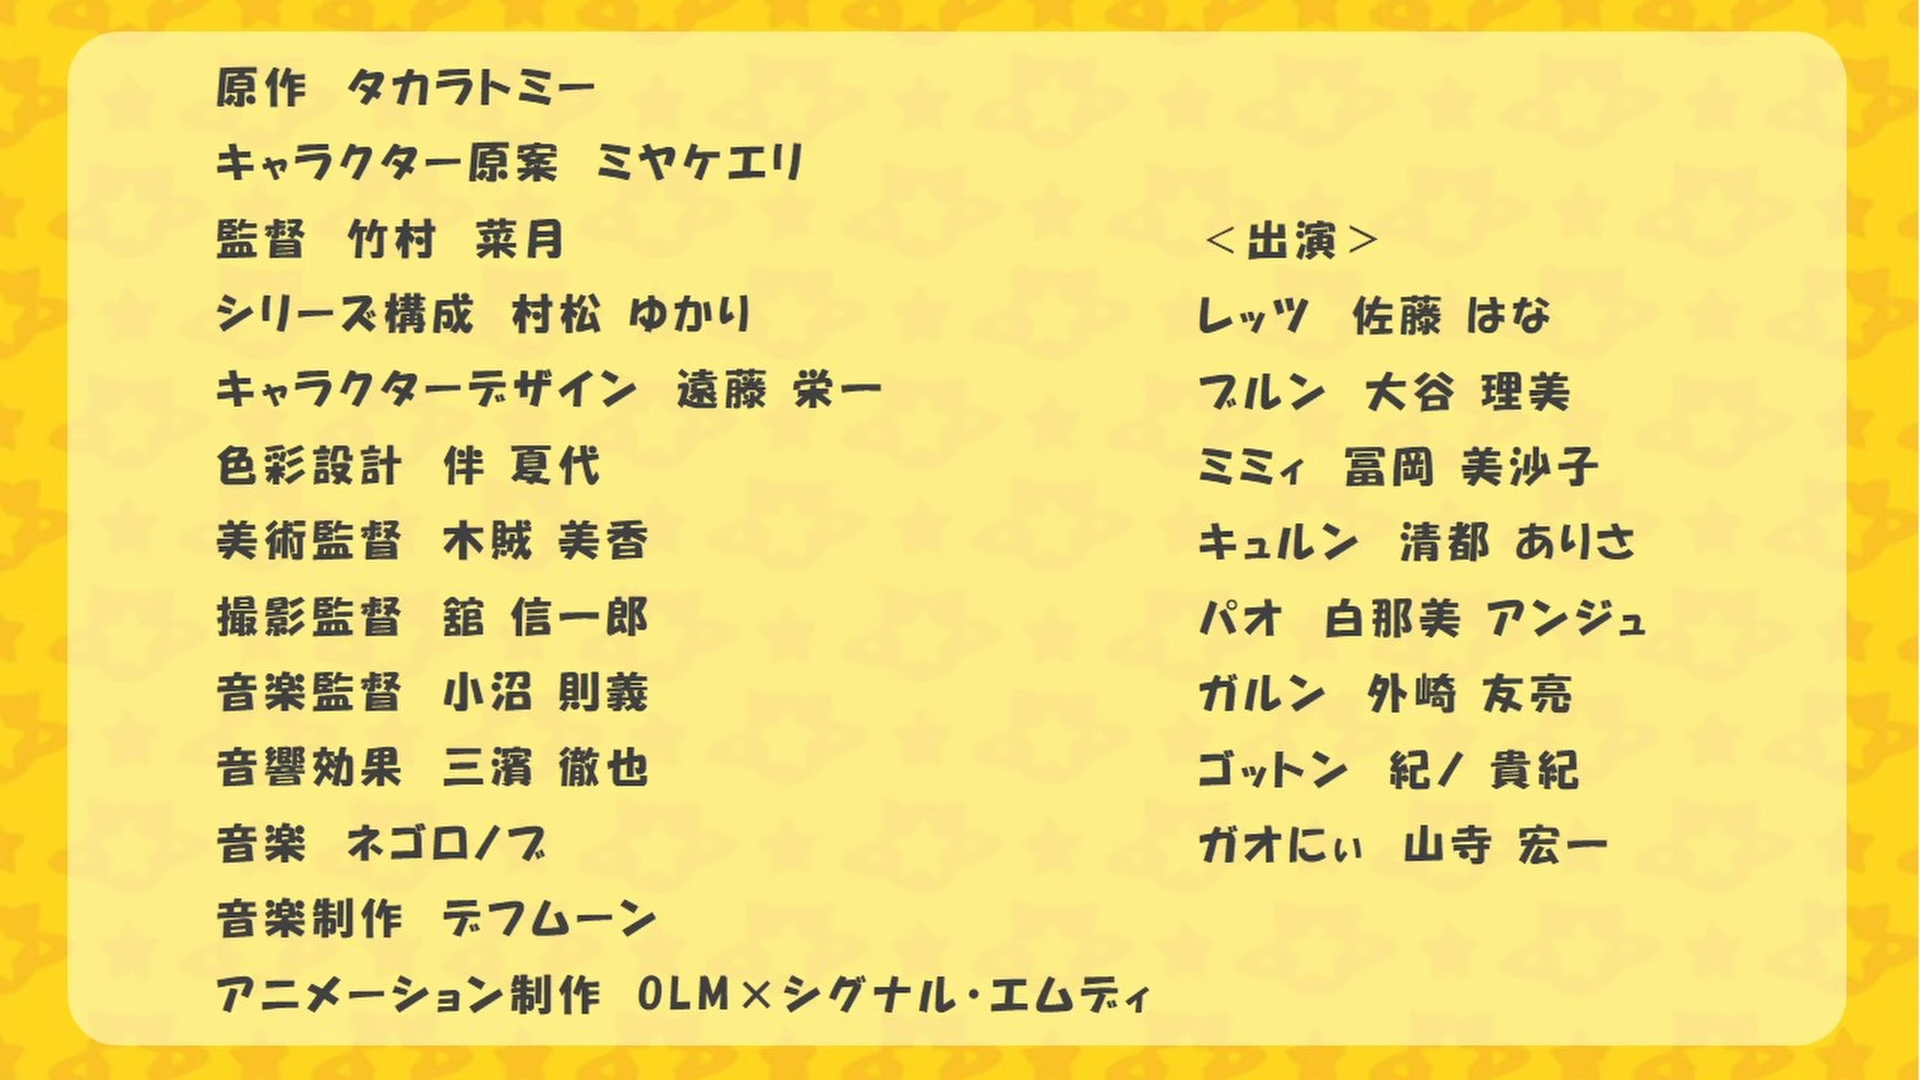 原作 タカラトミー
キャラクター原案 ミヤケエリ
監督 竹村 菜月
シリーズ構成 村松 ゆかり
キャラクターデザイン 遠藤 栄一
色彩設計 伴 夏代
美術監督 木賊 美香
撮影監督 舘 信一郎
音楽監督 小沼 則義
音響効果 三濱 徹也
音楽 ネゴロノブ
音楽制作 デフムーン
アニメーション制作 OLM×シグナル・エムディ
＜出演＞
レッツ 佐藤 はな
ブルン 大谷 理美
ミミィ 冨岡 美沙子
キュルン 清都 ありさ
パオ 白那美 アンジュ
ガルン 外崎 友亮
ゴットン 紀ノ 貴紀
ガオにぃ 山寺 宏一